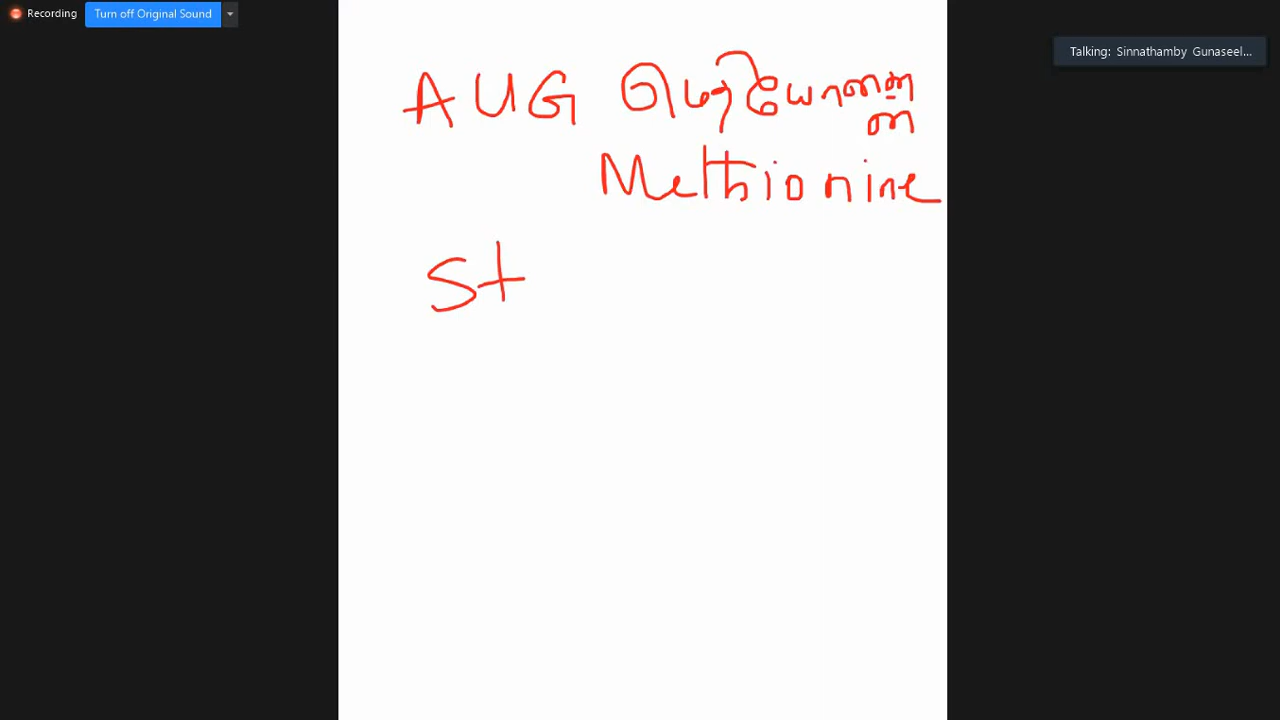 Recording
Turn off Original Sound
Talking: Sinnathamby Gunaseel...
AUG
Methionine
St